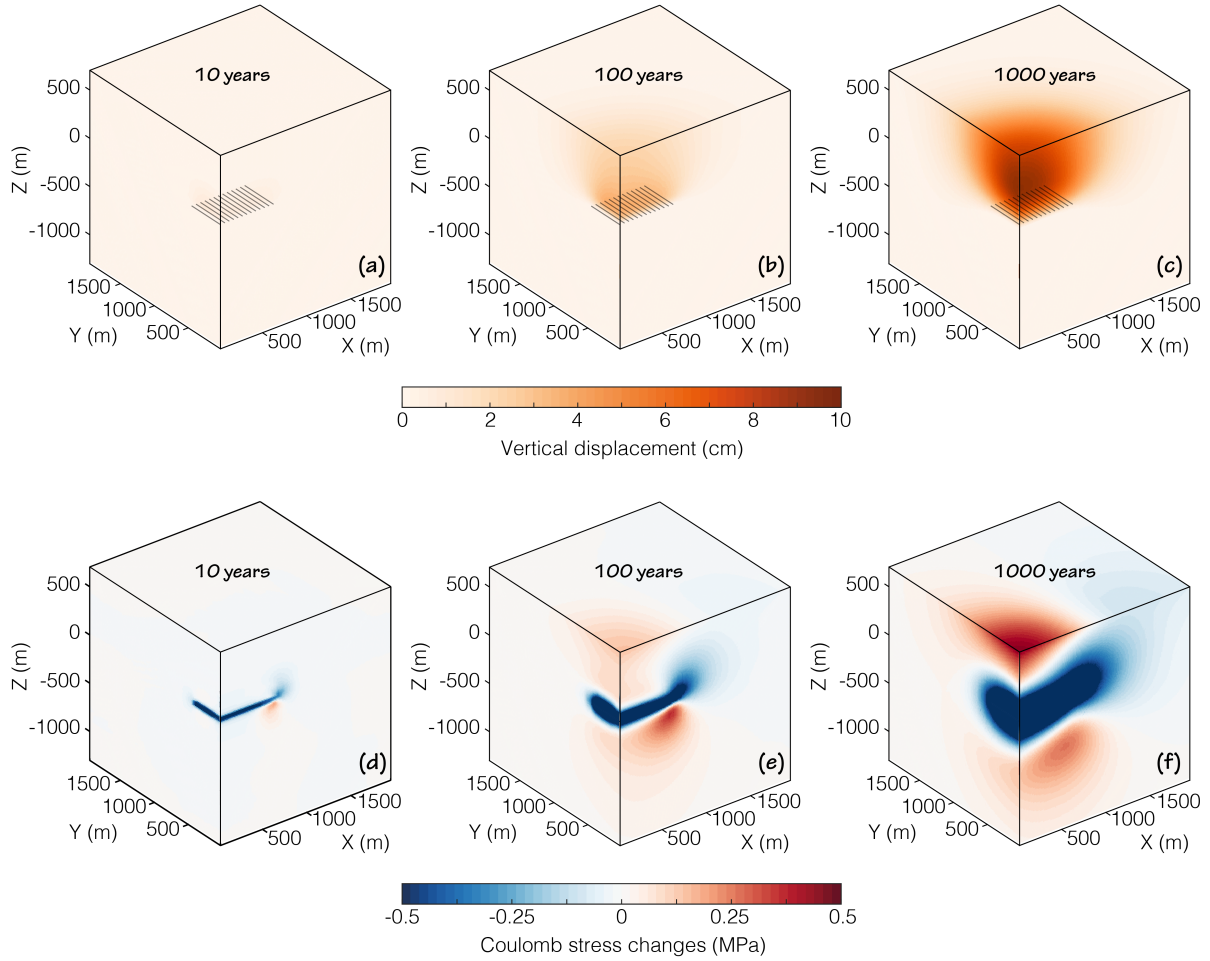 10 years
100 years
1000 years
500
0
-500
-1000
Z (m)
1500
1000
500
Y (m)
500
1000
1500
X (m)
(a)
500
0
-500
-1000
Z (m)
1500
1000
500
Y (m)
500
1000
1500
X (m)
(b)
500
0
-500
-1000
Z (m)
1500
1000
500
Y (m)
500
1000
1500
X (m)
(c)
0 2 4 6 8 10
Vertical displacement (cm)
10 years
100 years
1000 years
500
0
-500
-1000
Z (m)
1500
1000
500
Y (m)
500
1000
1500
X (m)
(d)
500
0
-500
-1000
Z (m)
1500
1000
500
Y (m)
500
1000
1500
X (m)
(e)
500
0
-500
-1000
Z (m)
1500
1000
500
Y (m)
500
1000
1500
X (m)
(f)
-0.5 -0.25 0 0.25 0.5
Coulomb stress changes (MPa)